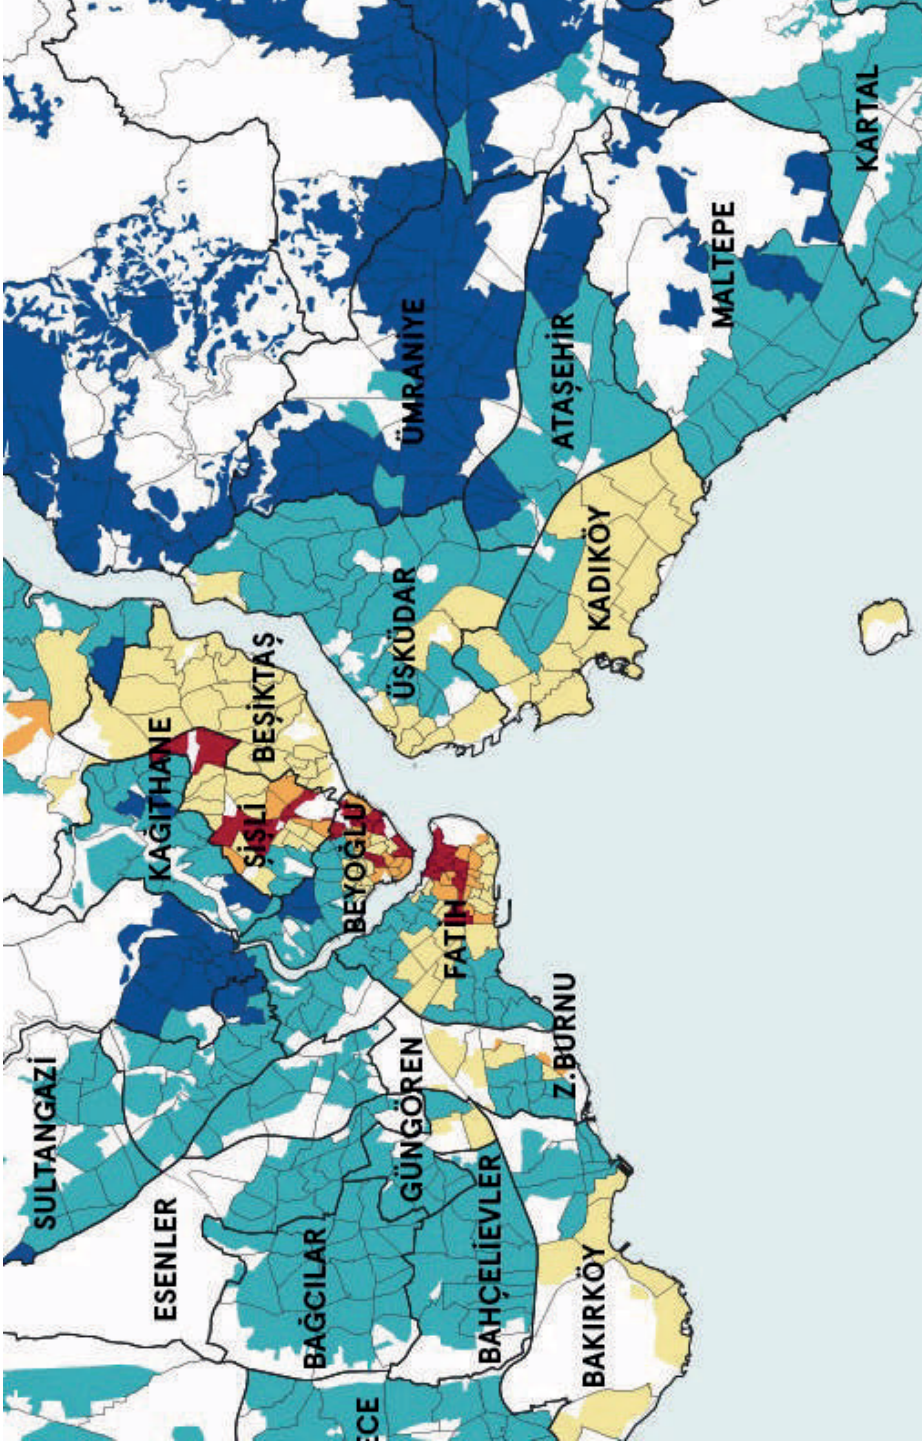 SULTANGAZİ
ESENLER
BAĞCILAR
ECE
GÜNGÖREN
BAHÇELİEVLER
BAKIRKÖY
Z.BURNU
FATİH
BEYOĞLU
ŞİŞLİ
KAĞITHANE
BEŞİKTAŞ
ÜSKÜDAR
KADIKÖY
ÜMRANİYE
ATAŞEHİR
MALTEPE
KARTAL